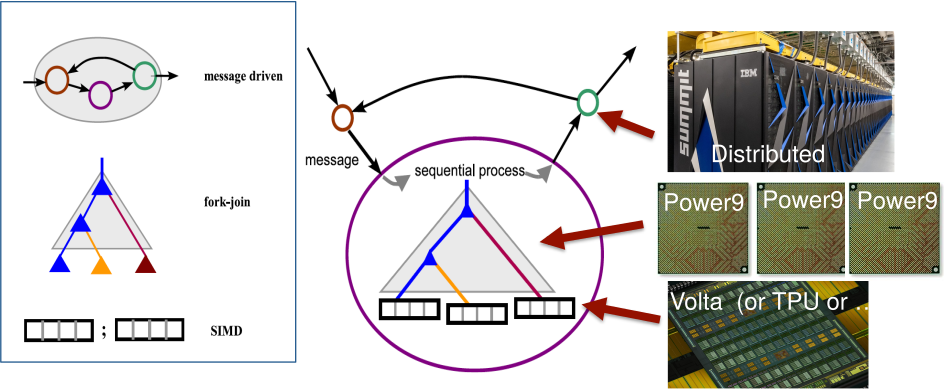 message driven
fork-join
;
SIMD
message
sequential process
summit
IBM
Distributed
Power9
Power9
Power9
Volta (or TPU or ...